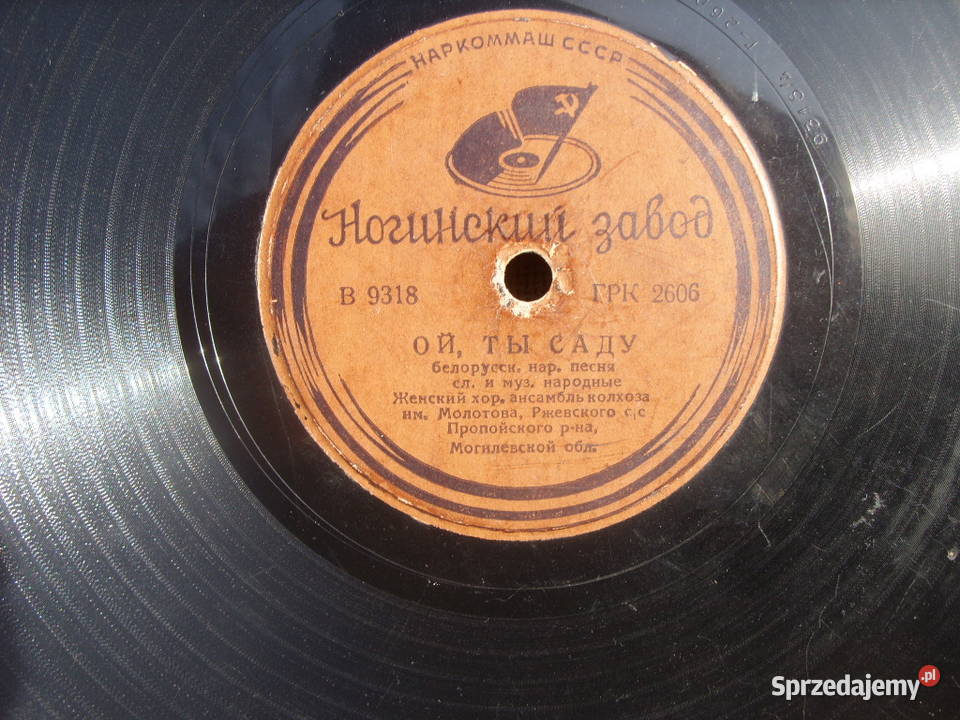 НАРКОММАШ СССР
Ногинский завод
В 9318 ГРК 2606
ОЙ, ТЫ САДУ
белорусск. нар. песня
сл. и муз. народные
Женский хор. ансамбль колхоза
им. Молотова, Ржевского с/с
Пропойского р-на,
Могилевской обл.
Sprzedajemy.pl